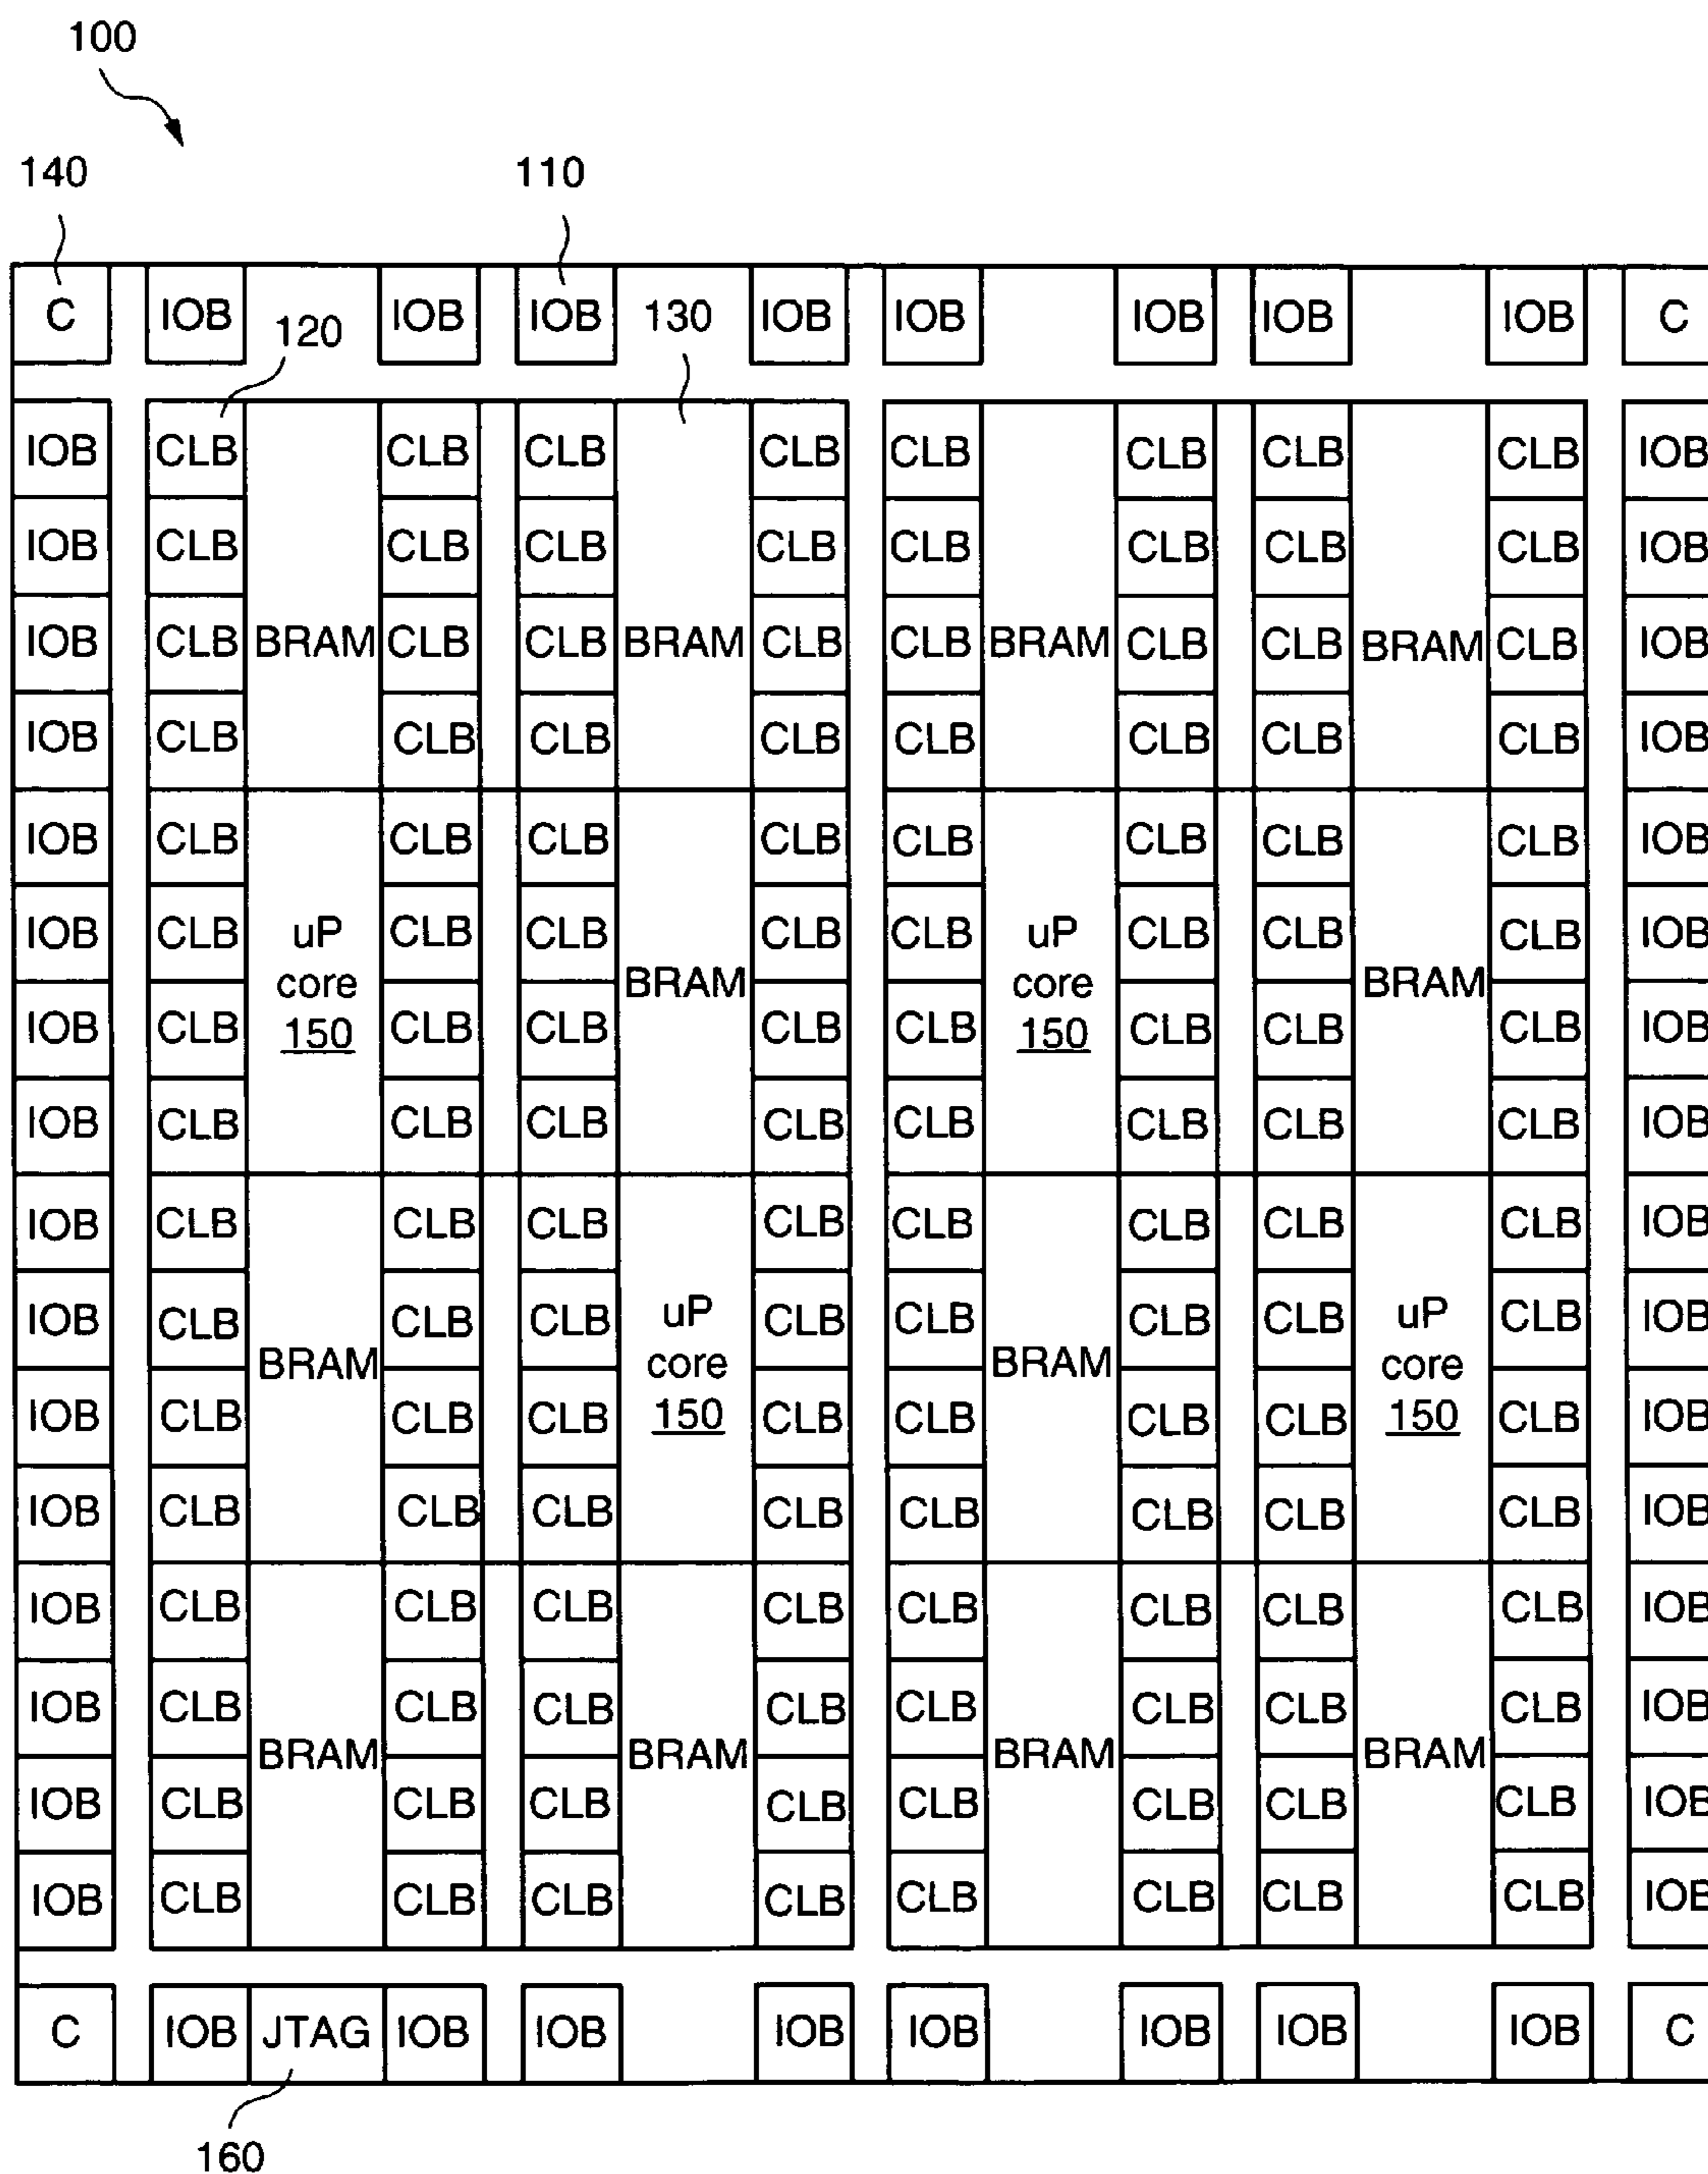 100
140 110
C IOB 120 IOB IOB 130 IOB IOB IOB IOB IOB C
IOB CLB CLB CLB CLB CLB CLB CLB CLB IOB
IOB CLB CLB CLB CLB CLB CLB CLB CLB IOB
IOB CLB BRAM CLB CLB BRAM CLB CLB BRAM CLB CLB BRAM CLB IOB
IOB CLB CLB CLB CLB CLB CLB CLB CLB IOB
IOB CLB CLB CLB CLB CLB CLB CLB CLB IOB
IOB CLB uP CLB CLB CLB CLB uP CLB CLB CLB IOB
core BRAM core BRAM
IOB CLB 150 CLB CLB CLB CLB 150 CLB CLB CLB IOB
IOB CLB CLB CLB CLB CLB CLB CLB CLB IOB
IOB CLB CLB CLB CLB CLB CLB CLB CLB IOB
IOB CLB CLB CLB uP CLB CLB CLB CLB uP CLB IOB
BRAM core BRAM core
IOB CLB CLB CLB 150 CLB CLB CLB CLB 150 CLB IOB
IOB CLB CLB CLB CLB CLB CLB CLB CLB IOB
IOB CLB CLB CLB CLB CLB CLB CLB CLB IOB
IOB CLB CLB CLB CLB CLB CLB CLB CLB IOB
BRAM BRAM BRAM BRAM
IOB CLB CLB CLB CLB CLB CLB CLB CLB IOB
IOB CLB CLB CLB CLB CLB CLB CLB CLB IOB
C IOB JTAG IOB IOB IOB IOB IOB IOB IOB C
160